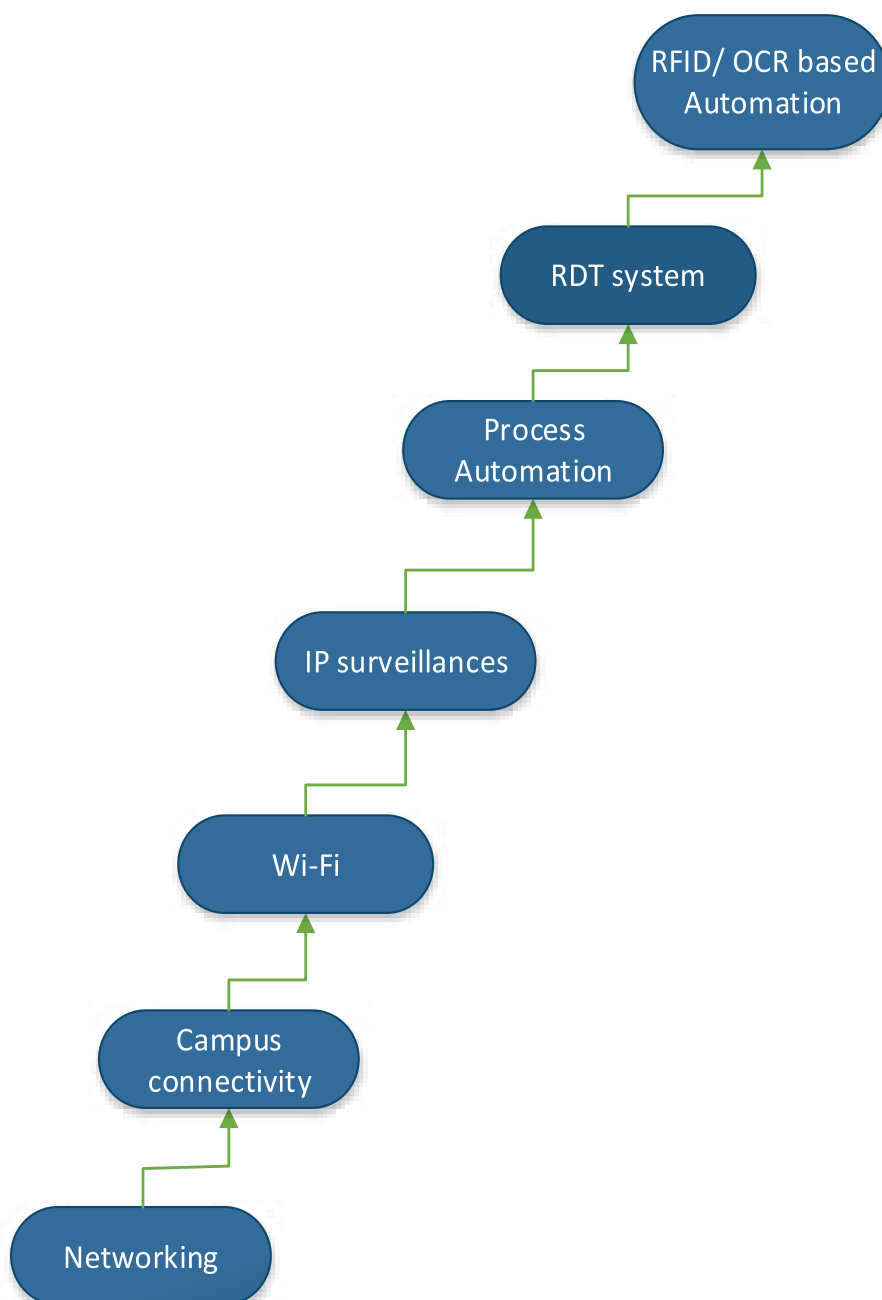 RFID/ OCR based
Automation
RDT system
Process
Automation
IP surveillances
Wi-Fi
Campus
connectivity
Networking